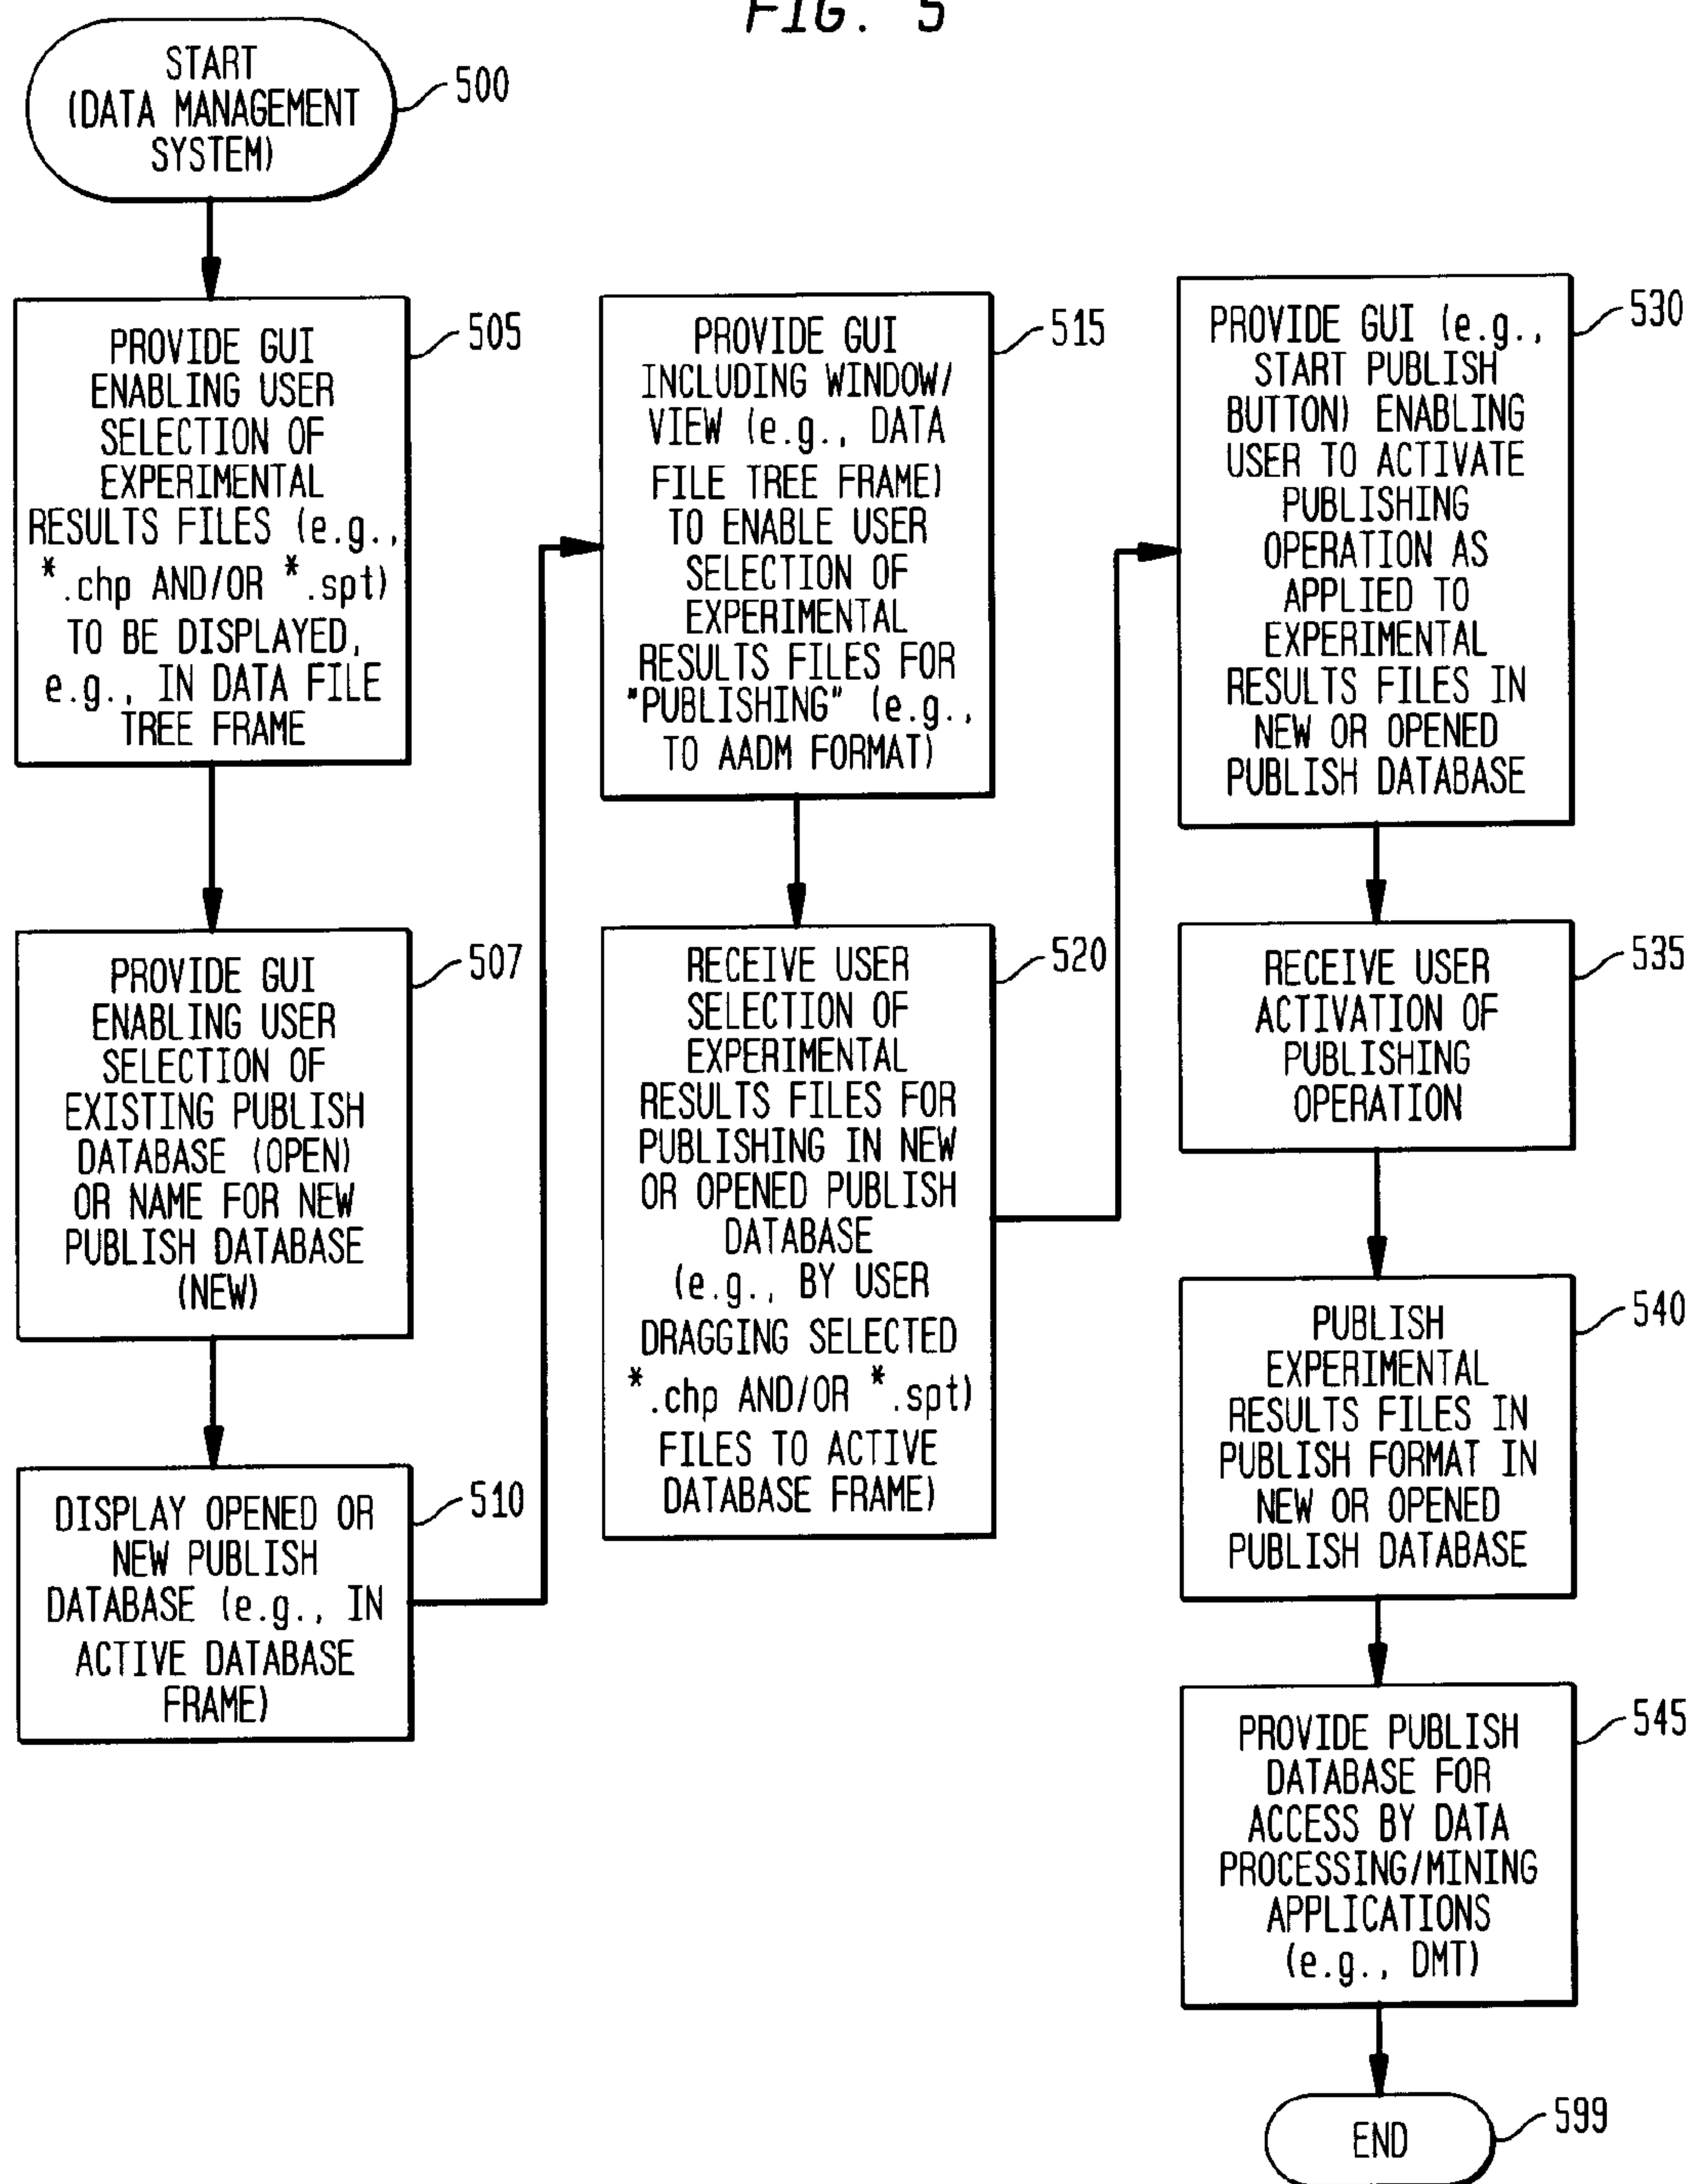 FIG. 5
START
(DATA MANAGEMENT
SYSTEM)
500
PROVIDE GUI
ENABLING USER
SELECTION OF
EXPERIMENTAL
RESULTS FILES (e.g.,
*.chp AND/OR *.spt)
TO BE DISPLAYED,
e.g., IN DATA FILE
TREE FRAME
505
PROVIDE GUI
ENABLING USER
SELECTION OF
EXISTING PUBLISH
DATABASE (OPEN)
OR NAME FOR NEW
PUBLISH DATABASE
(NEW)
507
DISPLAY OPENED OR
NEW PUBLISH
DATABASE (e.g., IN
ACTIVE DATABASE
FRAME)
510
PROVIDE GUI
INCLUDING WINDOW/
VIEW (e.g., DATA
FILE TREE FRAME)
TO ENABLE USER
SELECTION OF
EXPERIMENTAL
RESULTS FILES FOR
"PUBLISHING" (e.g.,
TO AADM FORMAT)
515
RECEIVE USER
SELECTION OF
EXPERIMENTAL
RESULTS FILES FOR
PUBLISHING IN NEW
OR OPENED PUBLISH
DATABASE
(e.g., BY USER
DRAGGING SELECTED
*.chp AND/OR *.spt)
FILES TO ACTIVE
DATABASE FRAME)
520
PROVIDE GUI (e.g.,
START PUBLISH
BUTTON) ENABLING
USER TO ACTIVATE
PUBLISHING
OPERATION AS
APPLIED TO
EXPERIMENTAL
RESULTS FILES IN
NEW OR OPENED
PUBLISH DATABASE
530
RECEIVE USER
ACTIVATION OF
PUBLISHING
OPERATION
535
PUBLISH
EXPERIMENTAL
RESULTS FILES IN
PUBLISH FORMAT IN
NEW OR OPENED
PUBLISH DATABASE
540
PROVIDE PUBLISH
DATABASE FOR
ACCESS BY DATA
PROCESSING/MINING
APPLICATIONS
(e.g., DMT)
545
END
599